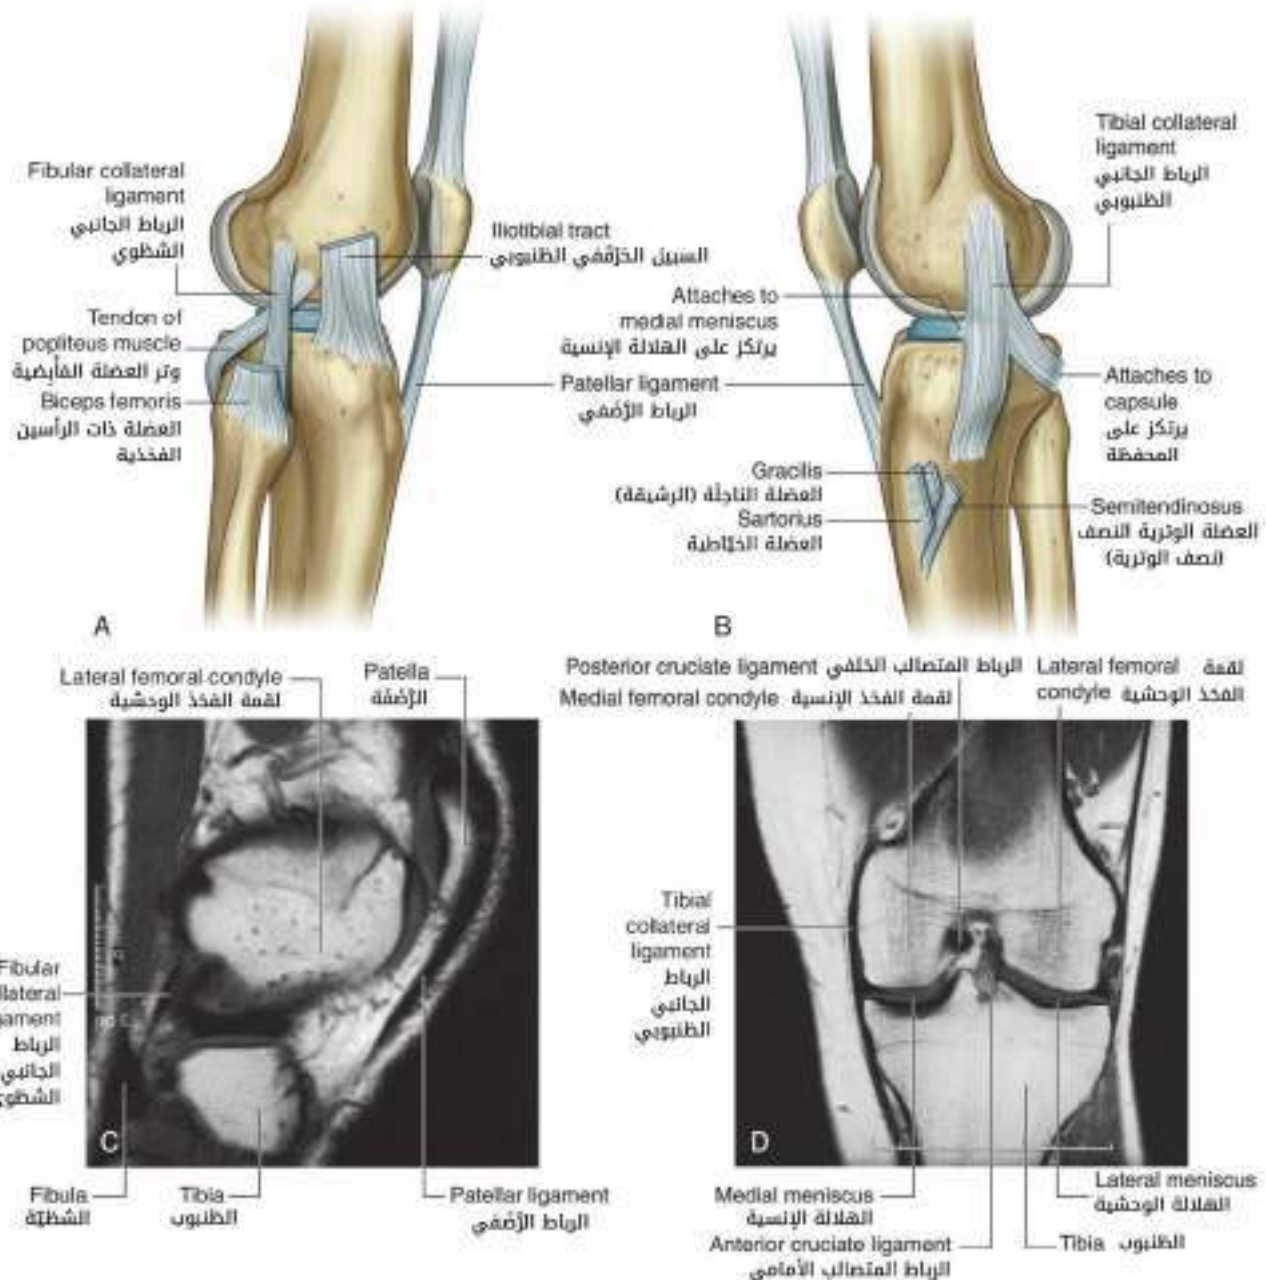 Fibular collateral
ligament
الرباط الجانبي
الشظوي
Tendon of
popliteus muscle
وتر العضلة المأبضية
Biceps femoris
العضلة ذات الرأسين
الفخذية
Iliotibial tract
السبيل الحرقفي الظنبوبي
Attaches to
medial meniscus
يرتكز على الهلالة الإنسية
Patellar ligament
الرباط الرضفي
Gracilis
العضلة الناحلة (الرشيقة)
Sartorius
العضلة الخياطية
Tibial collateral
ligament
الرباط الجانبي
الظنبوبي
Attaches to
capsule
يرتكز على
المحفظة
Semitendinosus
العضلة الوترية النصف
(نصف الوترية)
A
B
Lateral femoral condyle
لقمة الفخذ الوحشية
Patella
الرضفة
Posterior cruciate ligament الرباط المتصالب الخلفي
Medial femoral condyle لقمة الفخذ الإنسية
Lateral femoral لقمة
condyle الفخذ الوحشية
Fibular
llateral
gament
الرباط
الجانبي
الشظوي
C
Fibula
الشظية
Tibia
الظنبوب
Patellar ligament
الرباط الرضفي
Tibial
collateral
ligament
الرباط
الجانبي
الظنبوبي
D
Medial meniscus
الهلالة الإنسية
Anterior cruciate ligament
الرباط المتصالب الأمامي
Lateral meniscus
الهلالة الوحشية
Tibia الظنبوب